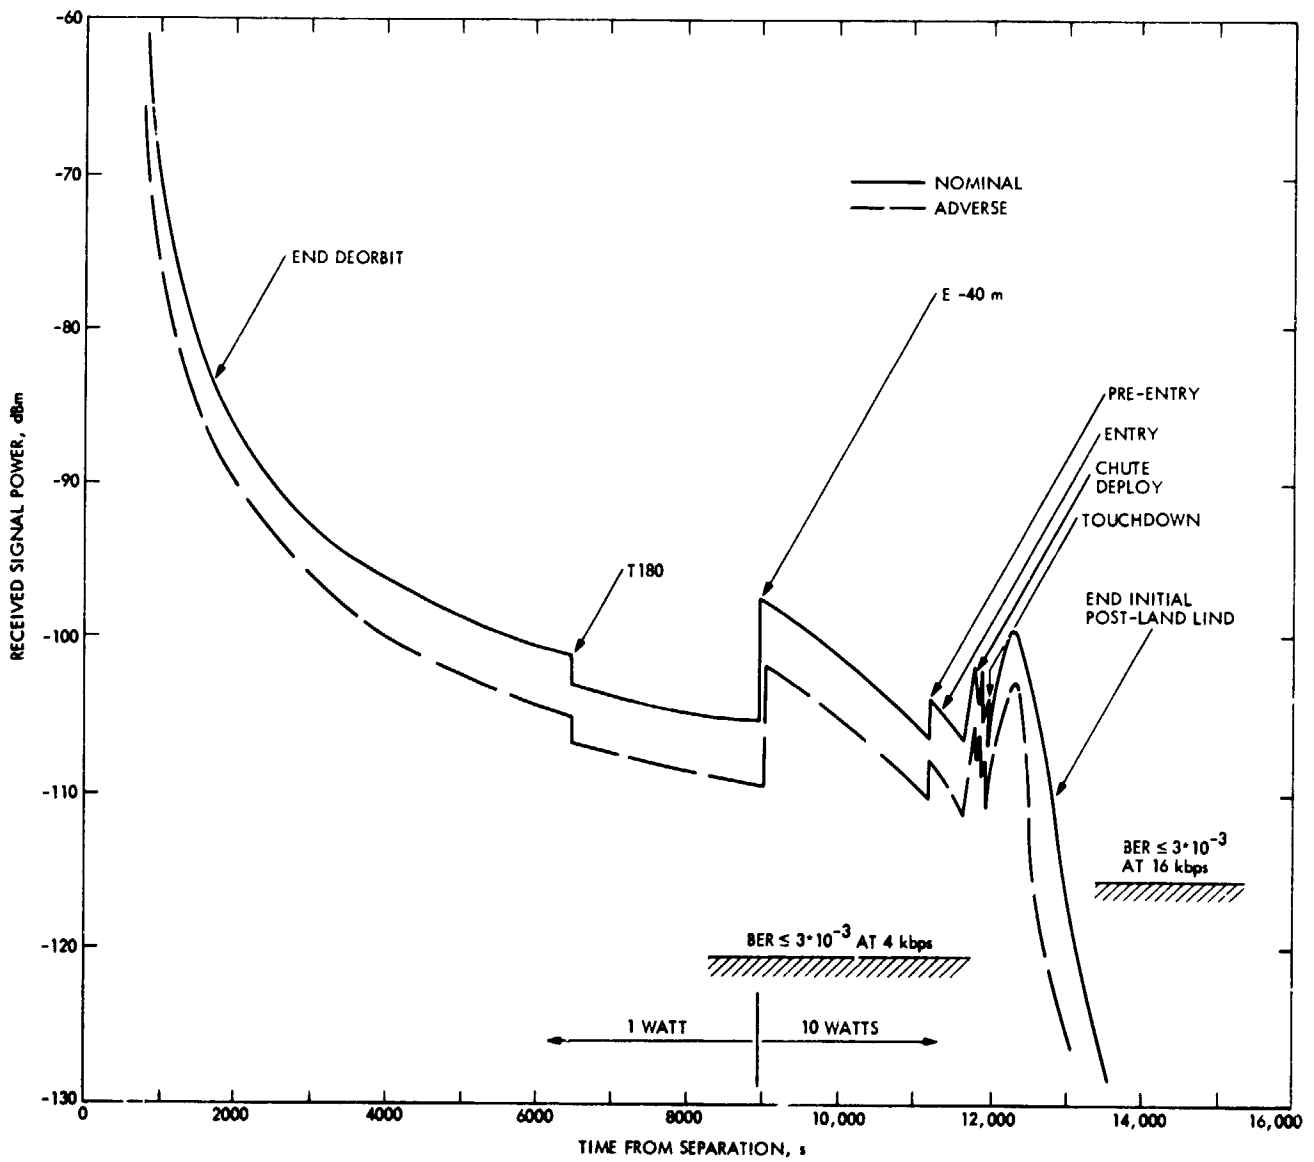 -60
-70
-80
-90
-100
-110
-120
-130
RECEIVED SIGNAL POWER, dBm
NOMINAL
ADVERSE
END DEORBIT
E -40 m
T180
PRE-ENTRY
ENTRY
CHUTE
DEPLOY
TOUCHDOWN
END INITIAL
POST-LAND LIND
BER ≤ 3*10⁻³
AT 16 kbps
BER ≤ 3*10⁻³ AT 4 kbps
1 WATT
10 WATTS
0 2000 4000 6000 8000 10,000 12,000 14,000 16,000
TIME FROM SEPARATION, s